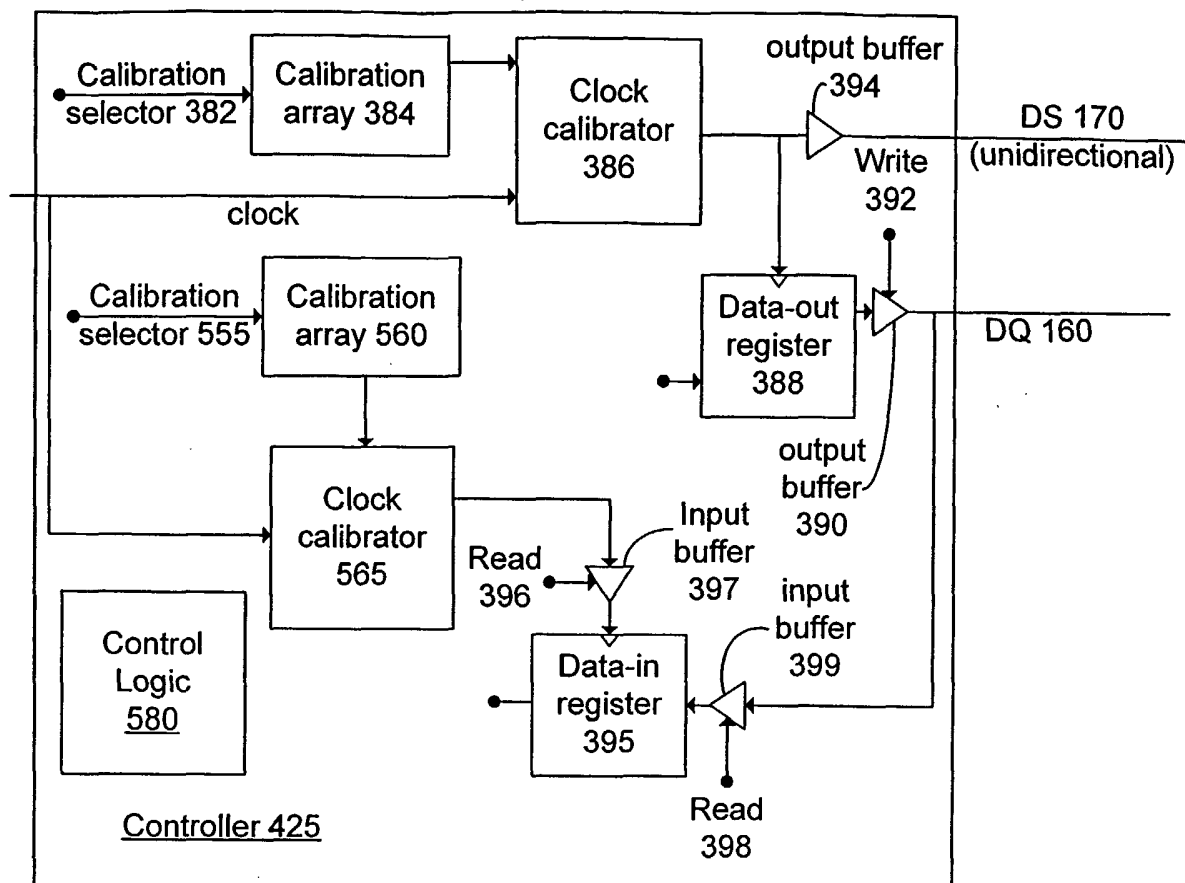 Calibration
selector 382
Calibration
array 384
Clock
calibrator
386
output buffer
394
DS 170
(unidirectional)
Write
392
clock
Calibration
selector 555
Calibration
array 560
Data-out
register
388
DQ 160
output
buffer
390
Clock
calibrator
565
Read
396
Input
buffer
397
input
buffer
399
Control
Logic
580
Data-in
register
395
Read
398
Controller 425